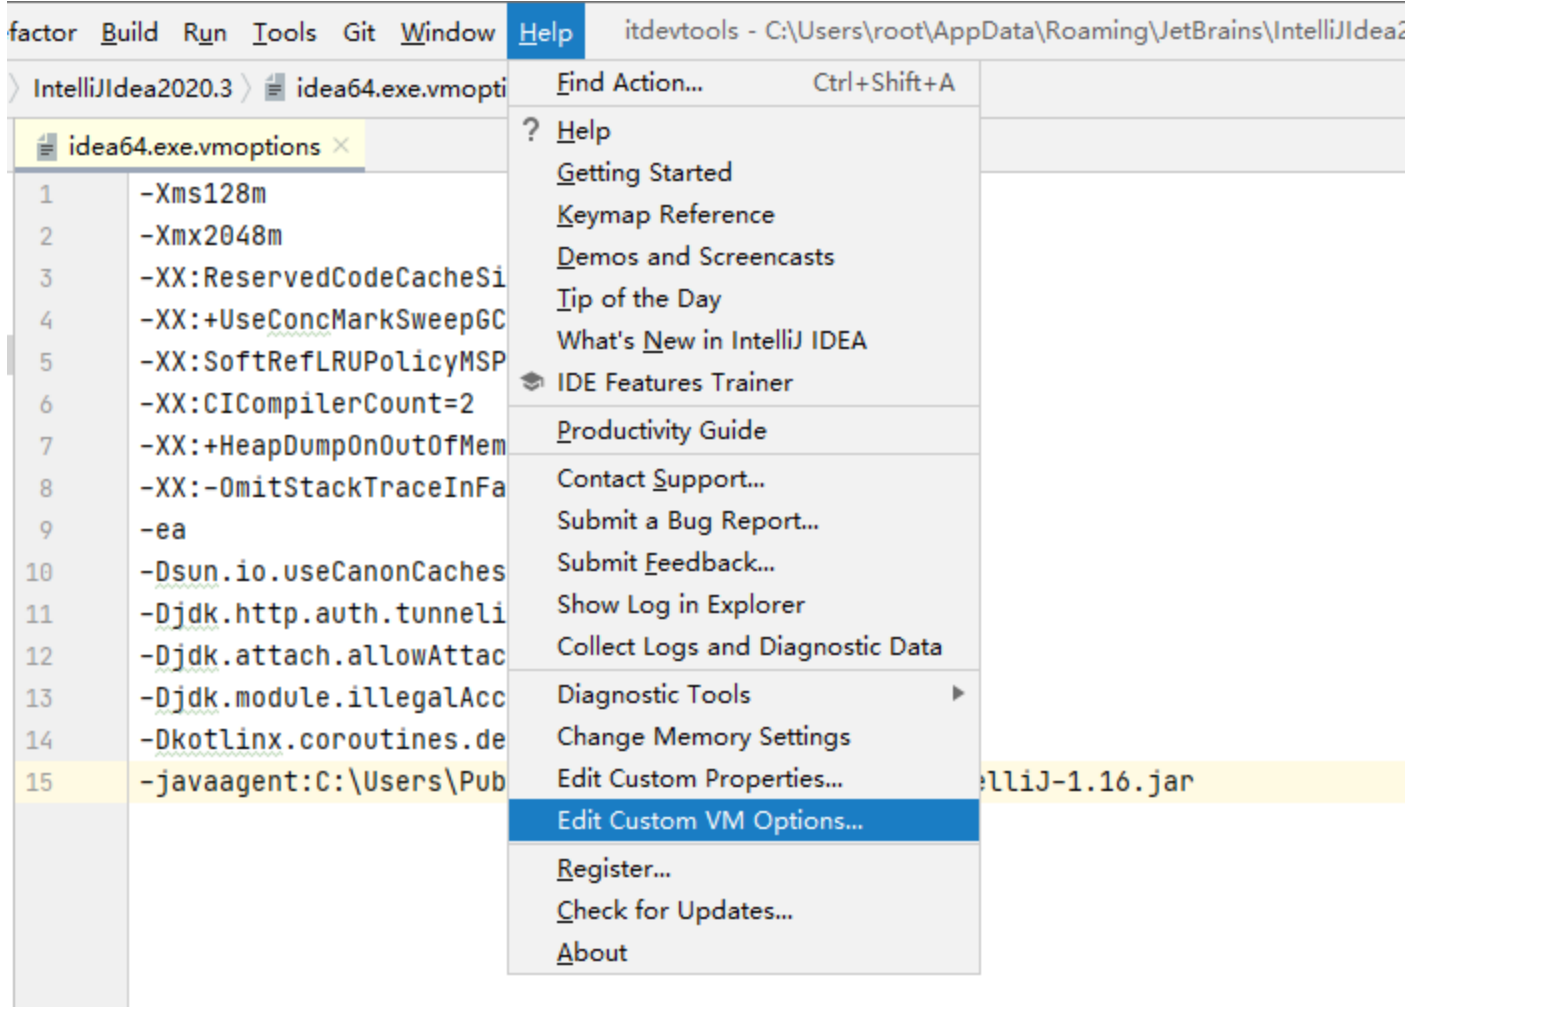 factor Build Run Tools Git Window Help itdevtools - C:\Users\root\AppData\Roaming\JetBrains\IntelliJIdea2
IntelliJIdea2020.3 idea64.exe.vmopti
idea64.exe.vmoptions
1 -Xms128m
2 -Xmx2048m
3 -XX:ReservedCodeCacheSi
4 -XX:+UseConcMarkSweepGC
5 -XX:SoftRefLRUPolicyMSP
6 -XX:CICompilerCount=2
7 -XX:+HeapDumpOnOutOfMem
8 -XX:-OmitStackTraceInFa
9 -ea
10 -Dsun.io.useCanonCaches
11 -Djdk.http.auth.tunneli
12 -Djdk.attach.allowAttac
13 -Djdk.module.illegalAcc
14 -Dkotlinx.coroutines.de
15 -javaagent:C:\Users\Pub elliJ-1.16.jar
Find Action... Ctrl+Shift+A
? Help
Getting Started
Keymap Reference
Demos and Screencasts
Tip of the Day
What's New in IntelliJ IDEA
IDE Features Trainer
Productivity Guide
Contact Support...
Submit a Bug Report...
Submit Feedback...
Show Log in Explorer
Collect Logs and Diagnostic Data
Diagnostic Tools
Change Memory Settings
Edit Custom Properties...
Edit Custom VM Options...
Register...
Check for Updates...
About